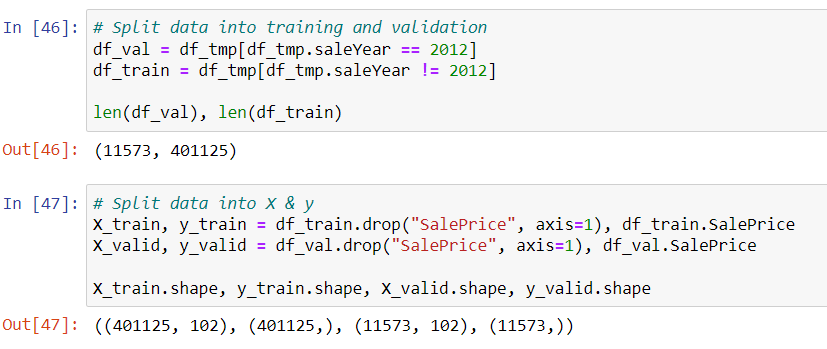 In [46]: # Split data into training and validation
df_val = df_tmp[df_tmp.saleYear == 2012]
df_train = df_tmp[df_tmp.saleYear != 2012]
len(df_val), len(df_train)
Out[46]: (11573, 401125)
In [47]: # Split data into X & y
X_train, y_train = df_train.drop("SalePrice", axis=1), df_train.SalePrice
X_valid, y_valid = df_val.drop("SalePrice", axis=1), df_val.SalePrice
X_train.shape, y_train.shape, X_valid.shape, y_valid.shape
Out[47]: ((401125, 102), (401125,), (11573, 102), (11573,))